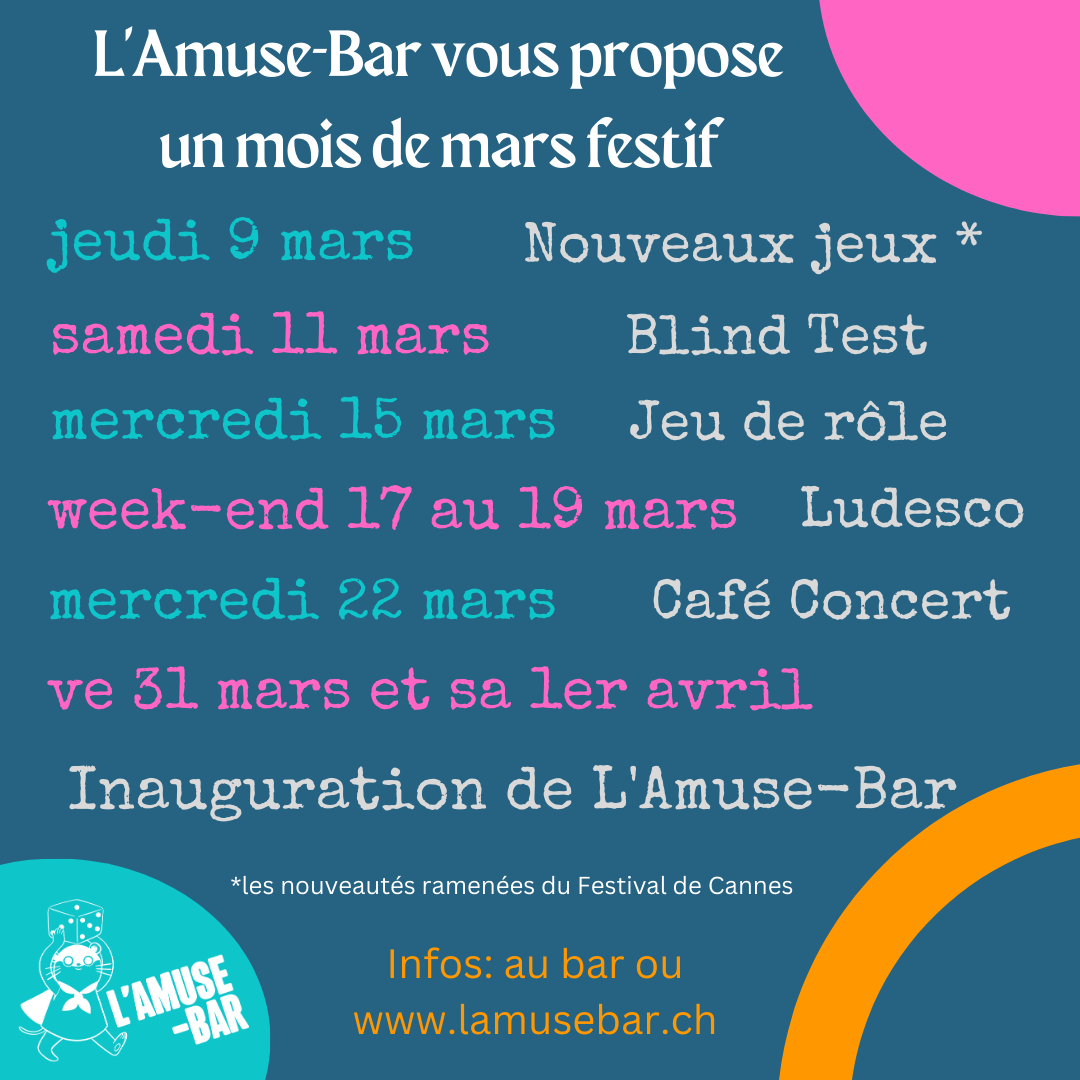 L'Amuse-Bar vous propose
un mois de mars festif
jeudi 9 mars Nouveaux jeux *
samedi 11 mars Blind Test
mercredi 15 mars Jeu de rôle
week-end 17 au 19 mars Ludesco
mercredi 22 mars Café Concert
ve 31 mars et sa 1er avril
Inauguration de L'Amuse-Bar
*les nouveautés ramenées du Festival de Cannes
Infos: au bar ou
www.lamusebar.ch
L'AMUSE
-BAR